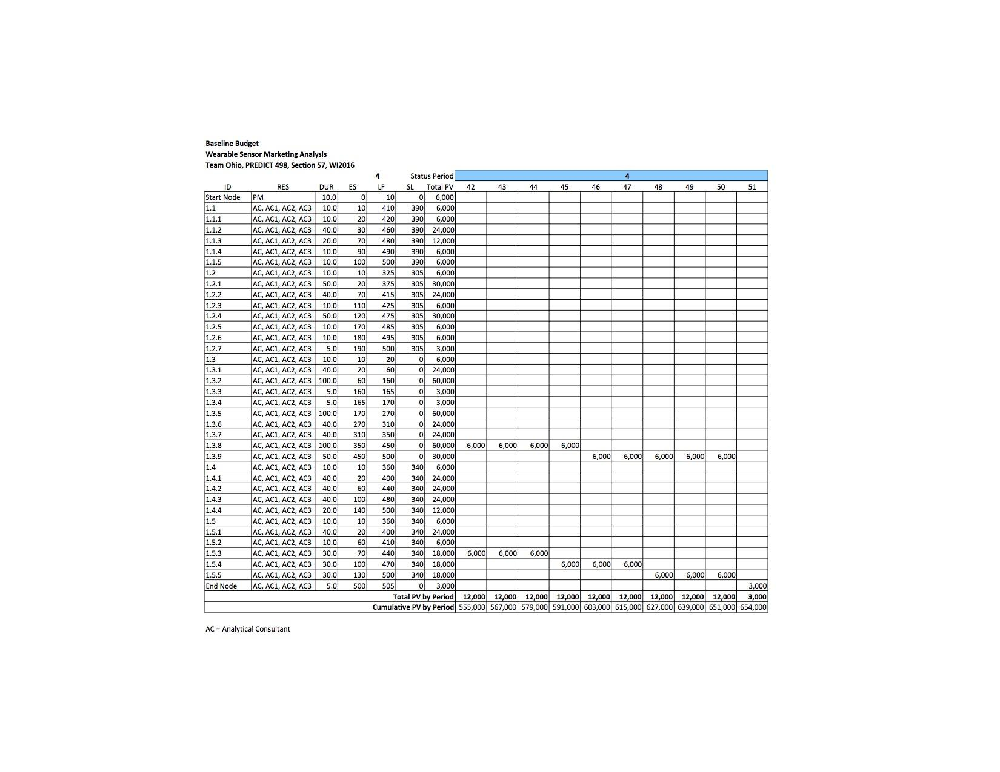 Baseline Budget
Wearable Sensor Marketing Analysis
Team Ohio, PREDICT 498, Section 57, WI2016
4 Status Period 4
ID RES DUR ES LF SL Total PV 42 43 44 45 46 47 48 49 50 51
Start Node PM 10.0 0 10 0 6,000
1.1 AC, AC1, AC2, AC3 10.0 10 410 390 6,000
1.1.1 AC, AC1, AC2, AC3 10.0 20 420 390 6,000
1.1.2 AC, AC1, AC2, AC3 40.0 30 460 390 24,000
1.1.3 AC, AC1, AC2, AC3 20.0 70 480 390 12,000
1.1.4 AC, AC1, AC2, AC3 10.0 90 490 390 6,000
1.1.5 AC, AC1, AC2, AC3 10.0 100 500 390 6,000
1.2 AC, AC1, AC2, AC3 10.0 10 325 305 6,000
1.2.1 AC, AC1, AC2, AC3 50.0 20 375 305 30,000
1.2.2 AC, AC1, AC2, AC3 40.0 70 415 305 24,000
1.2.3 AC, AC1, AC2, AC3 10.0 110 425 305 6,000
1.2.4 AC, AC1, AC2, AC3 50.0 120 475 305 30,000
1.2.5 AC, AC1, AC2, AC3 10.0 170 485 305 6,000
1.2.6 AC, AC1, AC2, AC3 10.0 180 495 305 6,000
1.2.7 AC, AC1, AC2, AC3 5.0 190 500 305 3,000
1.3 AC, AC1, AC2, AC3 10.0 10 20 0 6,000
1.3.1 AC, AC1, AC2, AC3 40.0 20 60 0 24,000
1.3.2 AC, AC1, AC2, AC3 100.0 60 160 0 60,000
1.3.3 AC, AC1, AC2, AC3 5.0 160 165 0 3,000
1.3.4 AC, AC1, AC2, AC3 5.0 165 170 0 3,000
1.3.5 AC, AC1, AC2, AC3 100.0 170 270 0 60,000
1.3.6 AC, AC1, AC2, AC3 40.0 270 310 0 24,000
1.3.7 AC, AC1, AC2, AC3 40.0 310 350 0 24,000
1.3.8 AC, AC1, AC2, AC3 100.0 350 450 0 60,000 6,000 6,000 6,000 6,000
1.3.9 AC, AC1, AC2, AC3 50.0 450 500 0 30,000 6,000 6,000 6,000 6,000 6,000
1.4 AC, AC1, AC2, AC3 10.0 10 360 340 6,000
1.4.1 AC, AC1, AC2, AC3 40.0 20 400 340 24,000
1.4.2 AC, AC1, AC2, AC3 40.0 60 440 340 24,000
1.4.3 AC, AC1, AC2, AC3 40.0 100 480 340 24,000
1.4.4 AC, AC1, AC2, AC3 20.0 140 500 340 12,000
1.5 AC, AC1, AC2, AC3 10.0 10 360 340 6,000
1.5.1 AC, AC1, AC2, AC3 40.0 20 400 340 24,000
1.5.2 AC, AC1, AC2, AC3 10.0 60 410 340 6,000
1.5.3 AC, AC1, AC2, AC3 30.0 70 440 340 18,000 6,000 6,000 6,000
1.5.4 AC, AC1, AC2, AC3 30.0 100 470 340 18,000 6,000 6,000 6,000
1.5.5 AC, AC1, AC2, AC3 30.0 130 500 340 18,000 6,000 6,000 6,000
End Node AC, AC1, AC2, AC3 5.0 500 505 0 3,000 3,000
Total PV by Period 12,000 12,000 12,000 12,000 12,000 12,000 12,000 12,000 12,000 3,000
Cumulative PV by Period 555,000 567,000 579,000 591,000 603,000 615,000 627,000 639,000 651,000 654,000
AC = Analytical Consultant